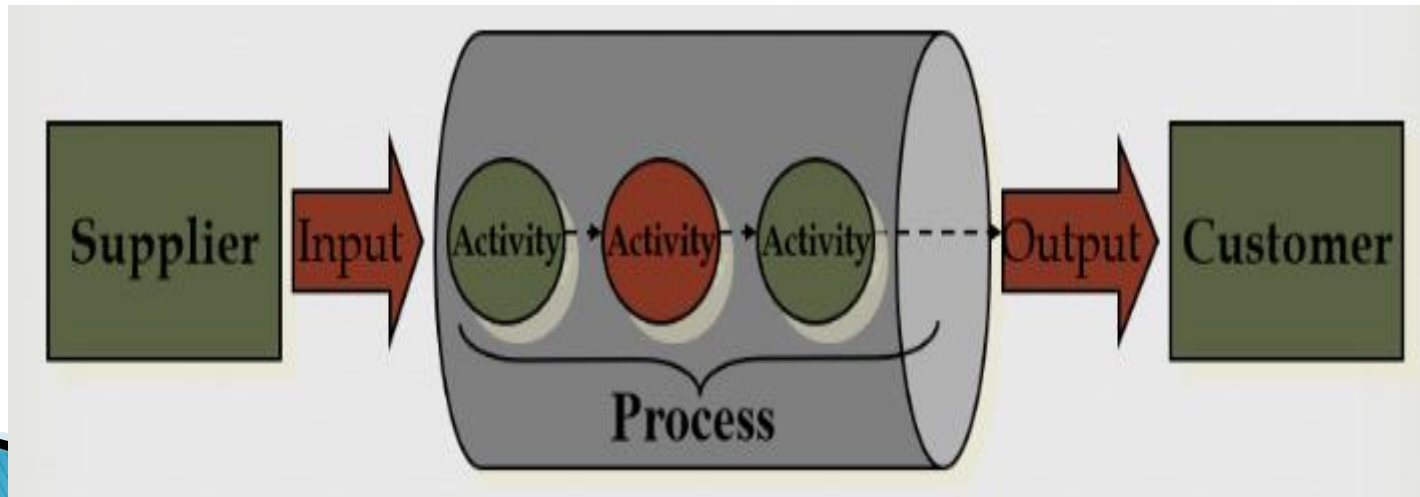 Supplier
Input
Activity
Activity
Activity
Output
Customer
Process